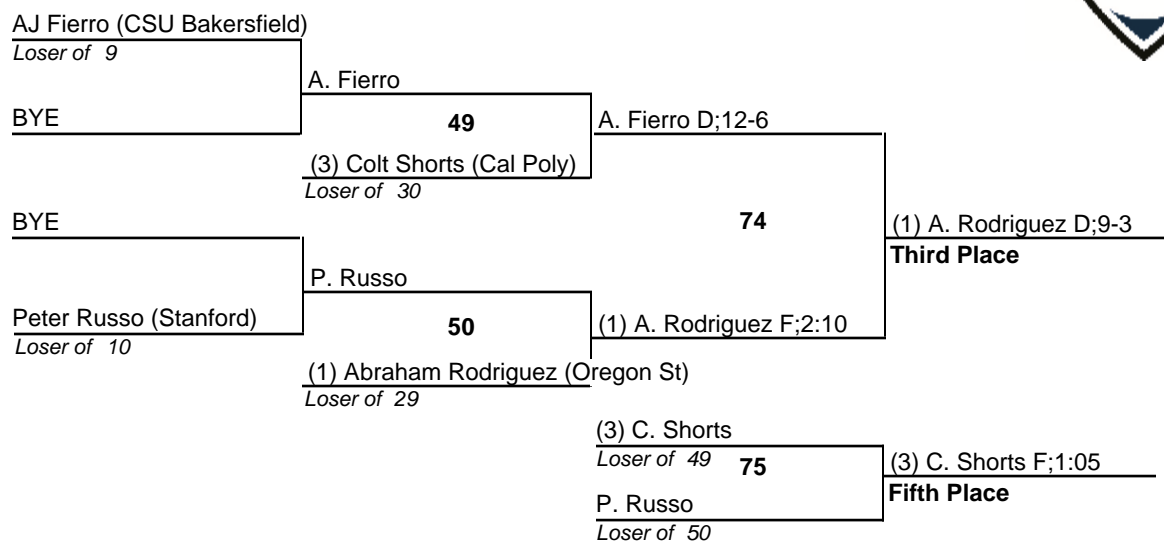 AJ Fierro (CSU Bakersfield)
Loser of 9
A. Fierro
BYE
49
A. Fierro D;12-6
(3) Colt Shorts (Cal Poly)
Loser of 30
BYE
74
(1) A. Rodriguez D;9-3
Third Place
P. Russo
Peter Russo (Stanford)
Loser of 10
50
(1) A. Rodriguez F;2:10
(1) Abraham Rodriguez (Oregon St)
Loser of 29
(3) C. Shorts
Loser of 49
75
(3) C. Shorts F;1:05
Fifth Place
P. Russo
Loser of 50